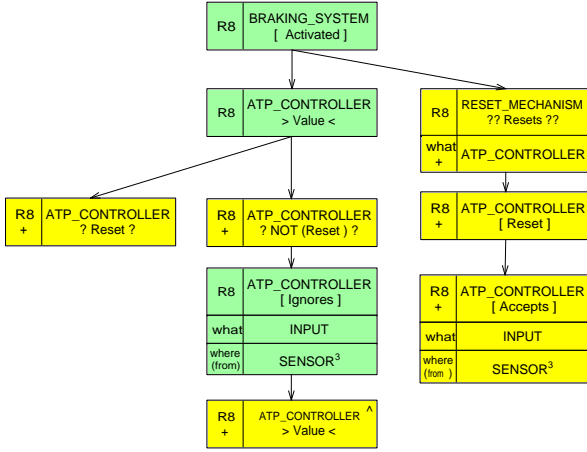 R8 BRAKING_SYSTEM
[ Activated ]
R8 ATP_CONTROLLER
> Value <
R8 RESET_MECHANISM
?? Resets ??
what
+ ATP_CONTROLLER
R8
+ ATP_CONTROLLER
? Reset ?
R8
+ ATP_CONTROLLER
? NOT (Reset ) ?
R8
+ ATP_CONTROLLER
[ Reset ]
R8 ATP_CONTROLLER
[ Ignores ]
what INPUT
where
(from) SENSOR³
R8
+ ATP_CONTROLLER
[ Accepts ]
what INPUT
where
(from ) SENSOR³
R8
+ ATP_CONTROLLER ^
> Value <